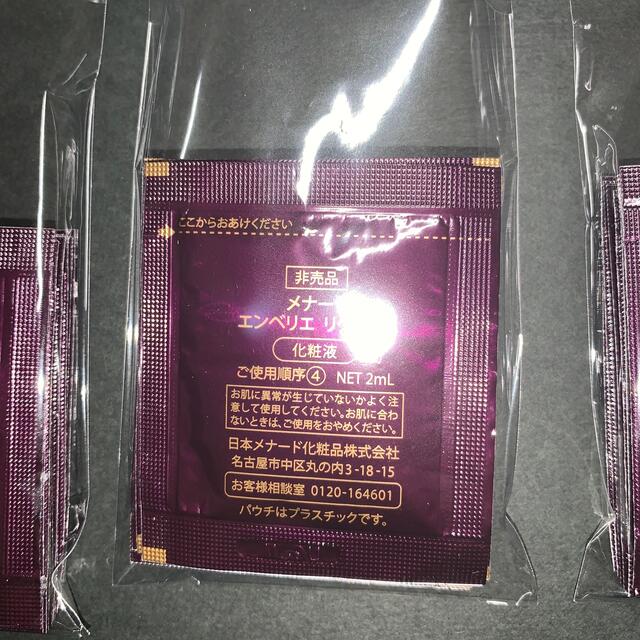 ここからおあけください
非売品
メナー
エンベリエ リ
化粧液
ご使用順序④ NET 2mL
お肌に異常が生じていないかよく注
意して使用してください。お肌に合わ
ないときは、ご使用をおやめください。
日本メナード化粧品株式会社
名古屋市中区丸の内3-18-15
お客様相談室 0120-164601
パウチはプラスチックです。